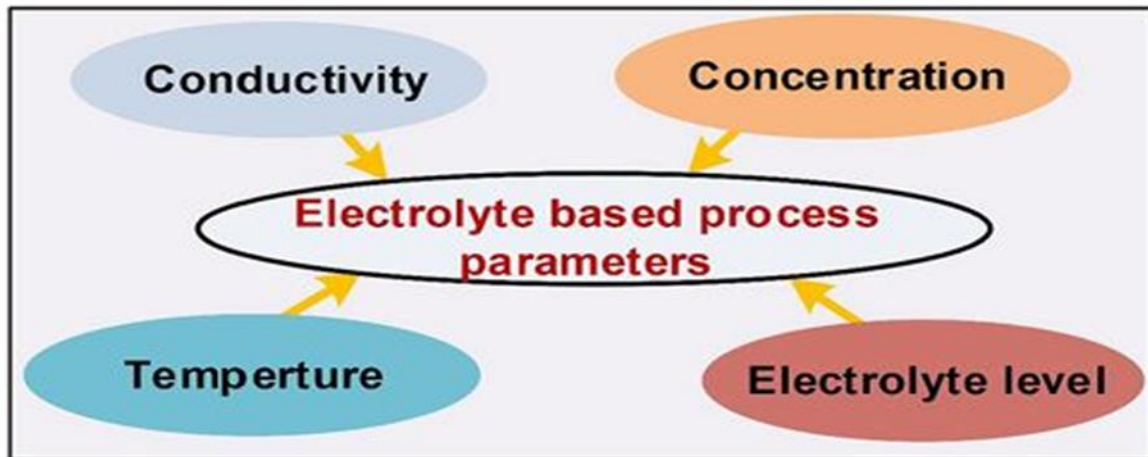 Conductivity
Concentration
Electrolyte based process
parameters
Temperture
Electrolyte level